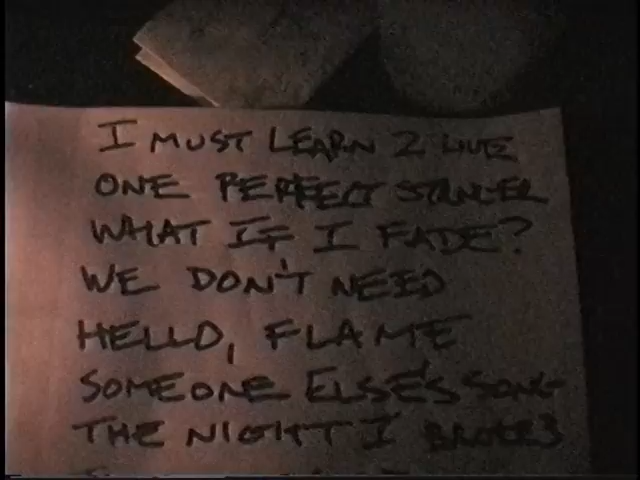 I MUST LEARN 2 LIVE
ONE PERFECT
WHAT IF I FADE?
WE DON'T NEED
HELLO, FLAME
SOMEONE ELSE'S SONG
THE NIGHT I